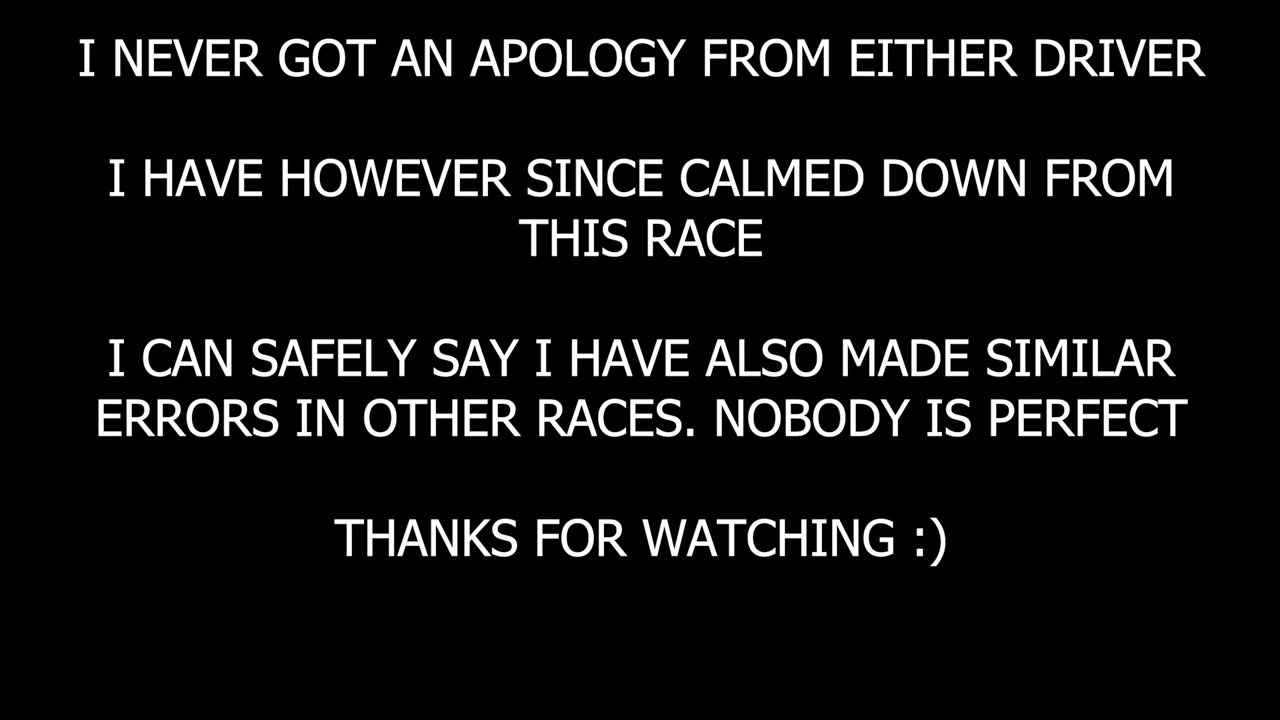 I NEVER GOT AN APOLOGY FROM EITHER DRIVER
I HAVE HOWEVER SINCE CALMED DOWN FROM
THIS RACE
I CAN SAFELY SAY I HAVE ALSO MADE SIMILAR
ERRORS IN OTHER RACES. NOBODY IS PERFECT
THANKS FOR WATCHING :)